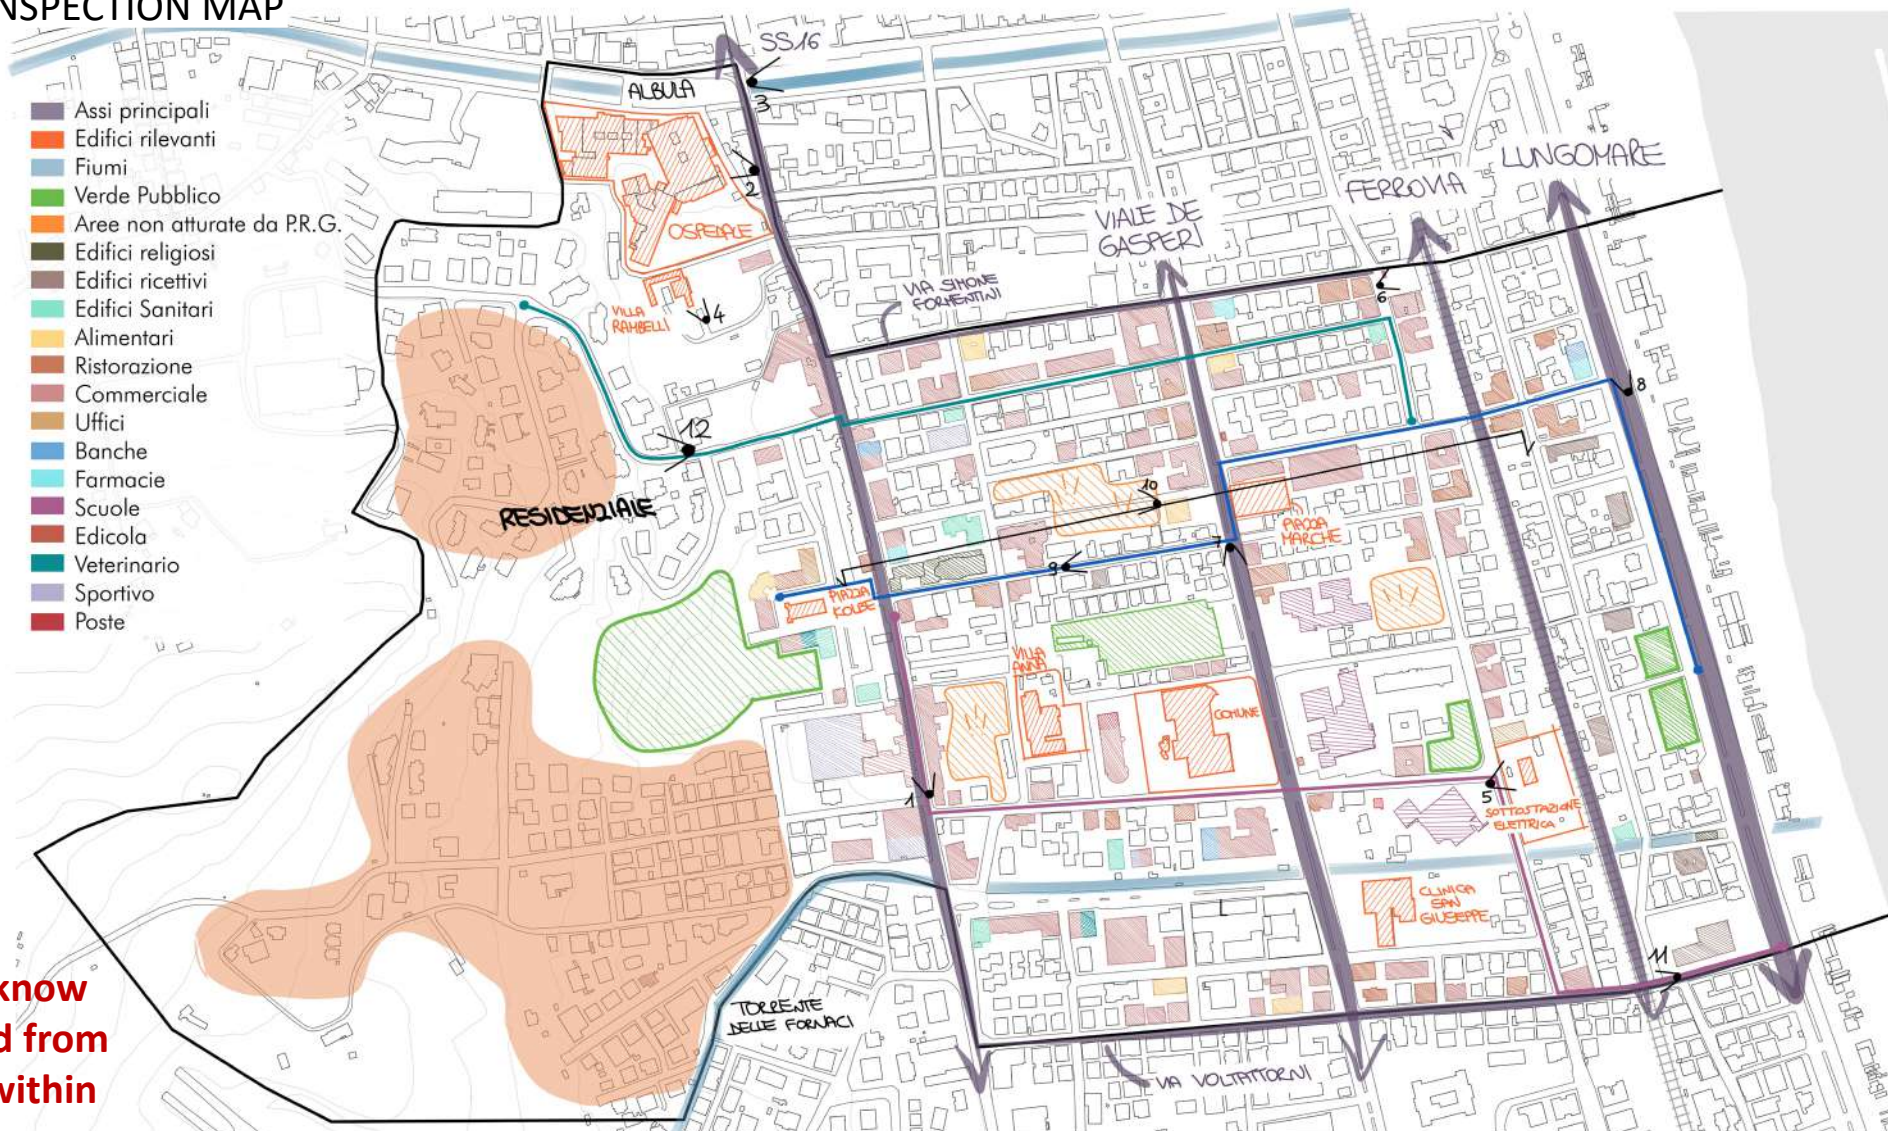 NSPECTION MAP
Assi principali
Edifici rilevanti
Fiumi
Verde Pubblico
Aree non atturate da P.R.G.
Edifici religiosi
Edifici ricettivi
Edifici Sanitari
Alimentari
Ristorazione
Commerciale
Uffici
Banche
Farmacie
Scuole
Edicola
Veterinario
Sportivo
Poste
SS16
ALBULA
3
2
OSPEDALE
VILLA
RAMBELLI
4
VIA SIMONE
FORMENTINI
VIALE DE
GASPERI
FERROVIA
LUNGOMARE
6
8
12
RESIDENZIALE
10
PIAZZA
MARCHE
7
9
PIAZZA
KOLBE
VILLA
ANNA
COMUNE
1
5
SOTTOSTAZIONE
ELETTRICA
CLINICA
SAN
GIUSEPPE
11
TORRENTE
DELLE FORNACI
VIA VOLTATTORNI
know
d from
within